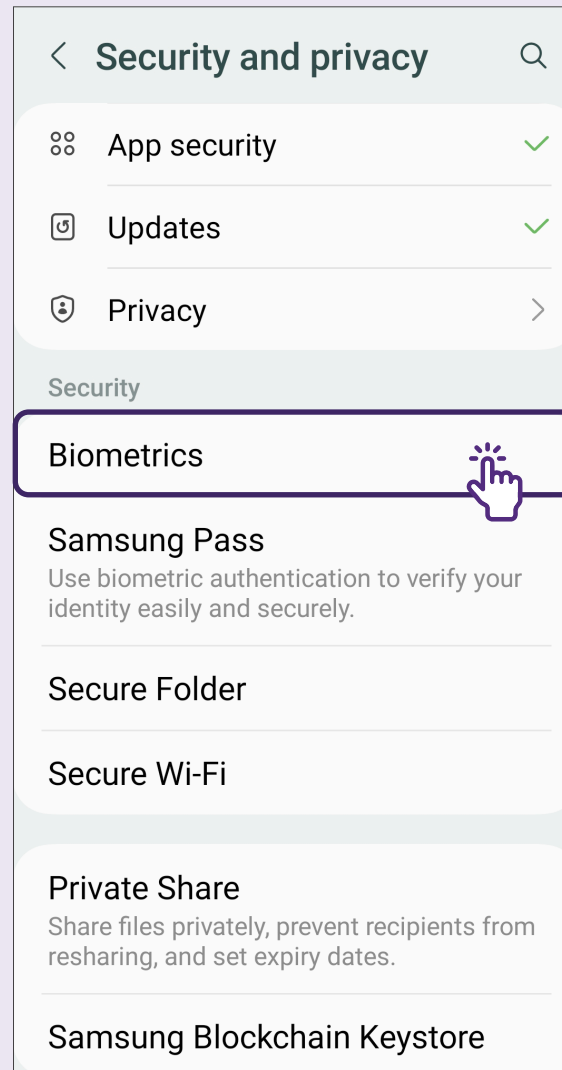 Security and privacy
App security
Updates
Privacy
Security
Biometrics
Samsung Pass
Use biometric authentication to verify your
identity easily and securely.
Secure Folder
Secure Wi-Fi
Private Share
Share files privately, prevent recipients from
resharing, and set expiry dates.
Samsung Blockchain Keystore